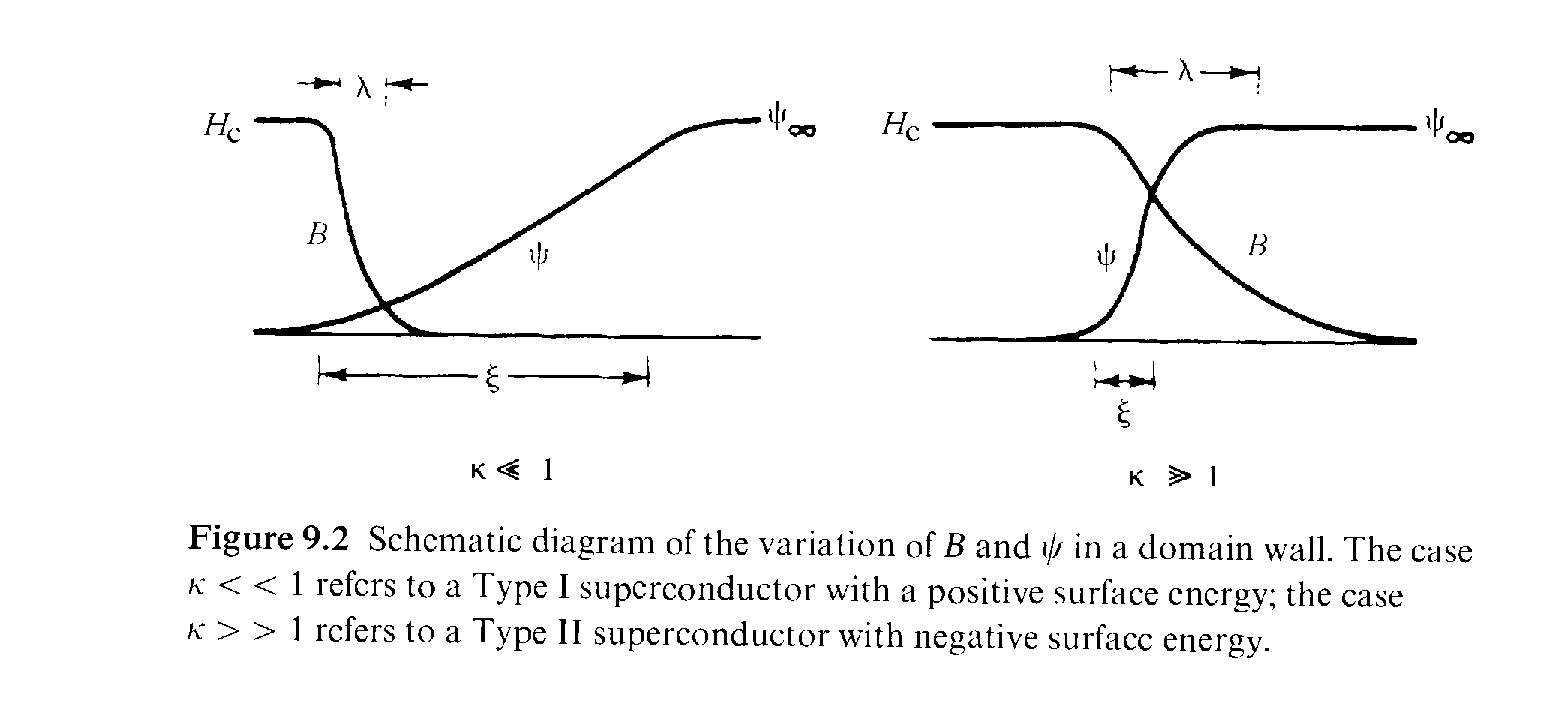 λ
H_c ψ_∞
B ψ
ξ
κ ≪ 1
λ
H_c ψ_∞
ψ B
ξ
κ ≫ 1
Figure 9.2 Schematic diagram of the variation of B and ψ in a domain wall. The case
κ < < 1 refers to a Type I superconductor with a positive surface energy; the case
κ > > 1 refers to a Type II superconductor with negative surface energy.